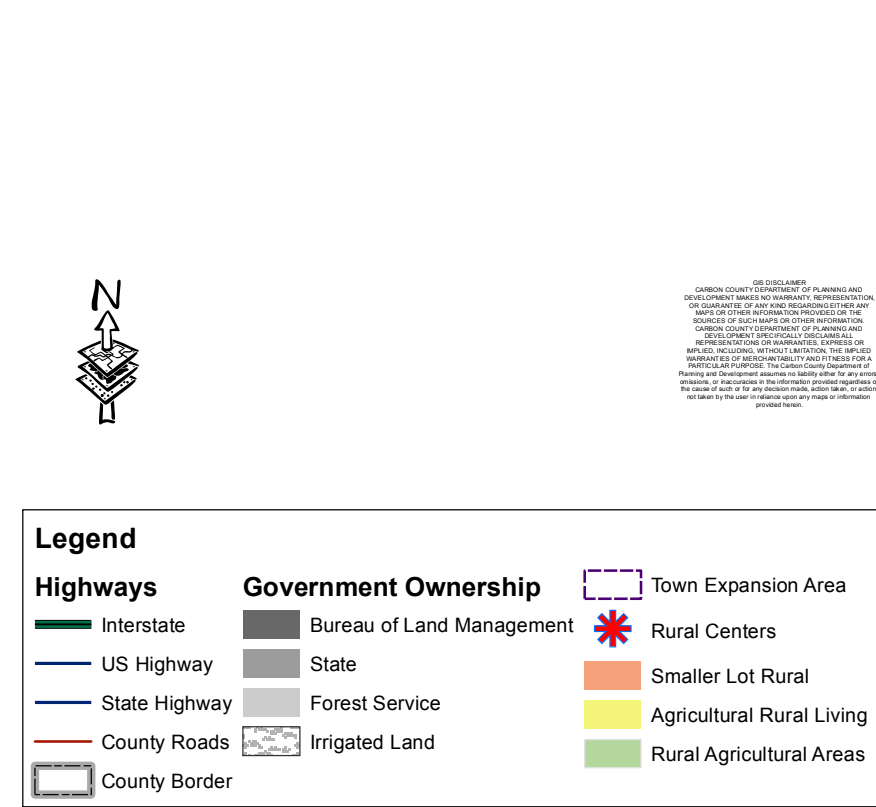 N
GIS DISCLAIMER
CARBON COUNTY DEPARTMENT OF PLANNING AND
DEVELOPMENT MAKES NO WARRANTY, REPRESENTATION,
OR GUARANTEE OF ANY KIND REGARDING EITHER ANY
MAPS OR OTHER INFORMATION PROVIDED OR THE
SOURCES OF SUCH MAPS OR OTHER INFORMATION.
CARBON COUNTY DEPARTMENT OF PLANNING AND
DEVELOPMENT SPECIFICALLY DISCLAIMS ALL
REPRESENTATIONS OR WARRANTIES, EXPRESS OR
IMPLIED, INCLUDING, WITHOUT LIMITATION, THE IMPLIED
WARRANTIES OF MERCHANTABILITY AND FITNESS FOR A
PARTICULAR PURPOSE. The Carbon County Department of
Planning and Development assumes no liability either for any errors,
omissions, or inaccuracies in the information provided regardless o
the cause of such or for any decision made, action taken, or action
not taken by the user in reliance upon any maps or information
provided herein.
Legend
Highways
Interstate
US Highway
State Highway
County Roads
County Border
Government Ownership
Bureau of Land Management
State
Forest Service
Irrigated Land
Town Expansion Area
Rural Centers
Smaller Lot Rural
Agricultural Rural Living
Rural Agricultural Areas